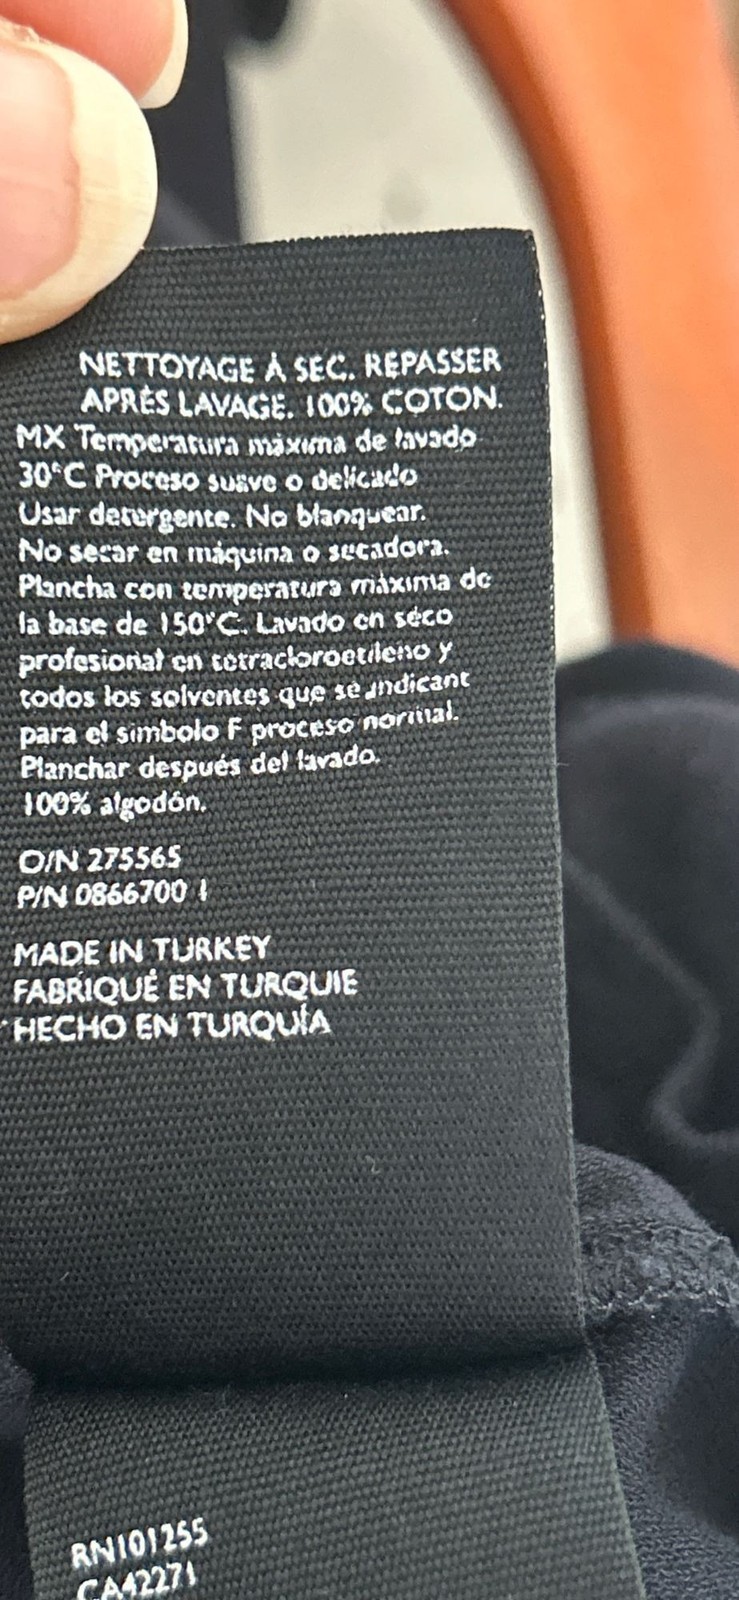 NETTOYAGE À SEC. REPASSER
APRÈS LAVAGE. 100% COTON.
MX Temperatura máxima de lavado
30°C Proceso suave o delicado
Usar detergente. No blanquear.
No secar en máquina o secadora.
Plancha con temperatura máxima de
la base de 150°C. Lavado en séco
profesional en tetracloroetileno y
todos los solventes que se indicant
para el simbolo F proceso normal.
Planchar después del lavado.
100% algodón.
O/N 275565
P/N 0866700 1
MADE IN TURKEY
FABRIQUÉ EN TURQUIE
HECHO EN TURQUÍA
RN101255
CA42271